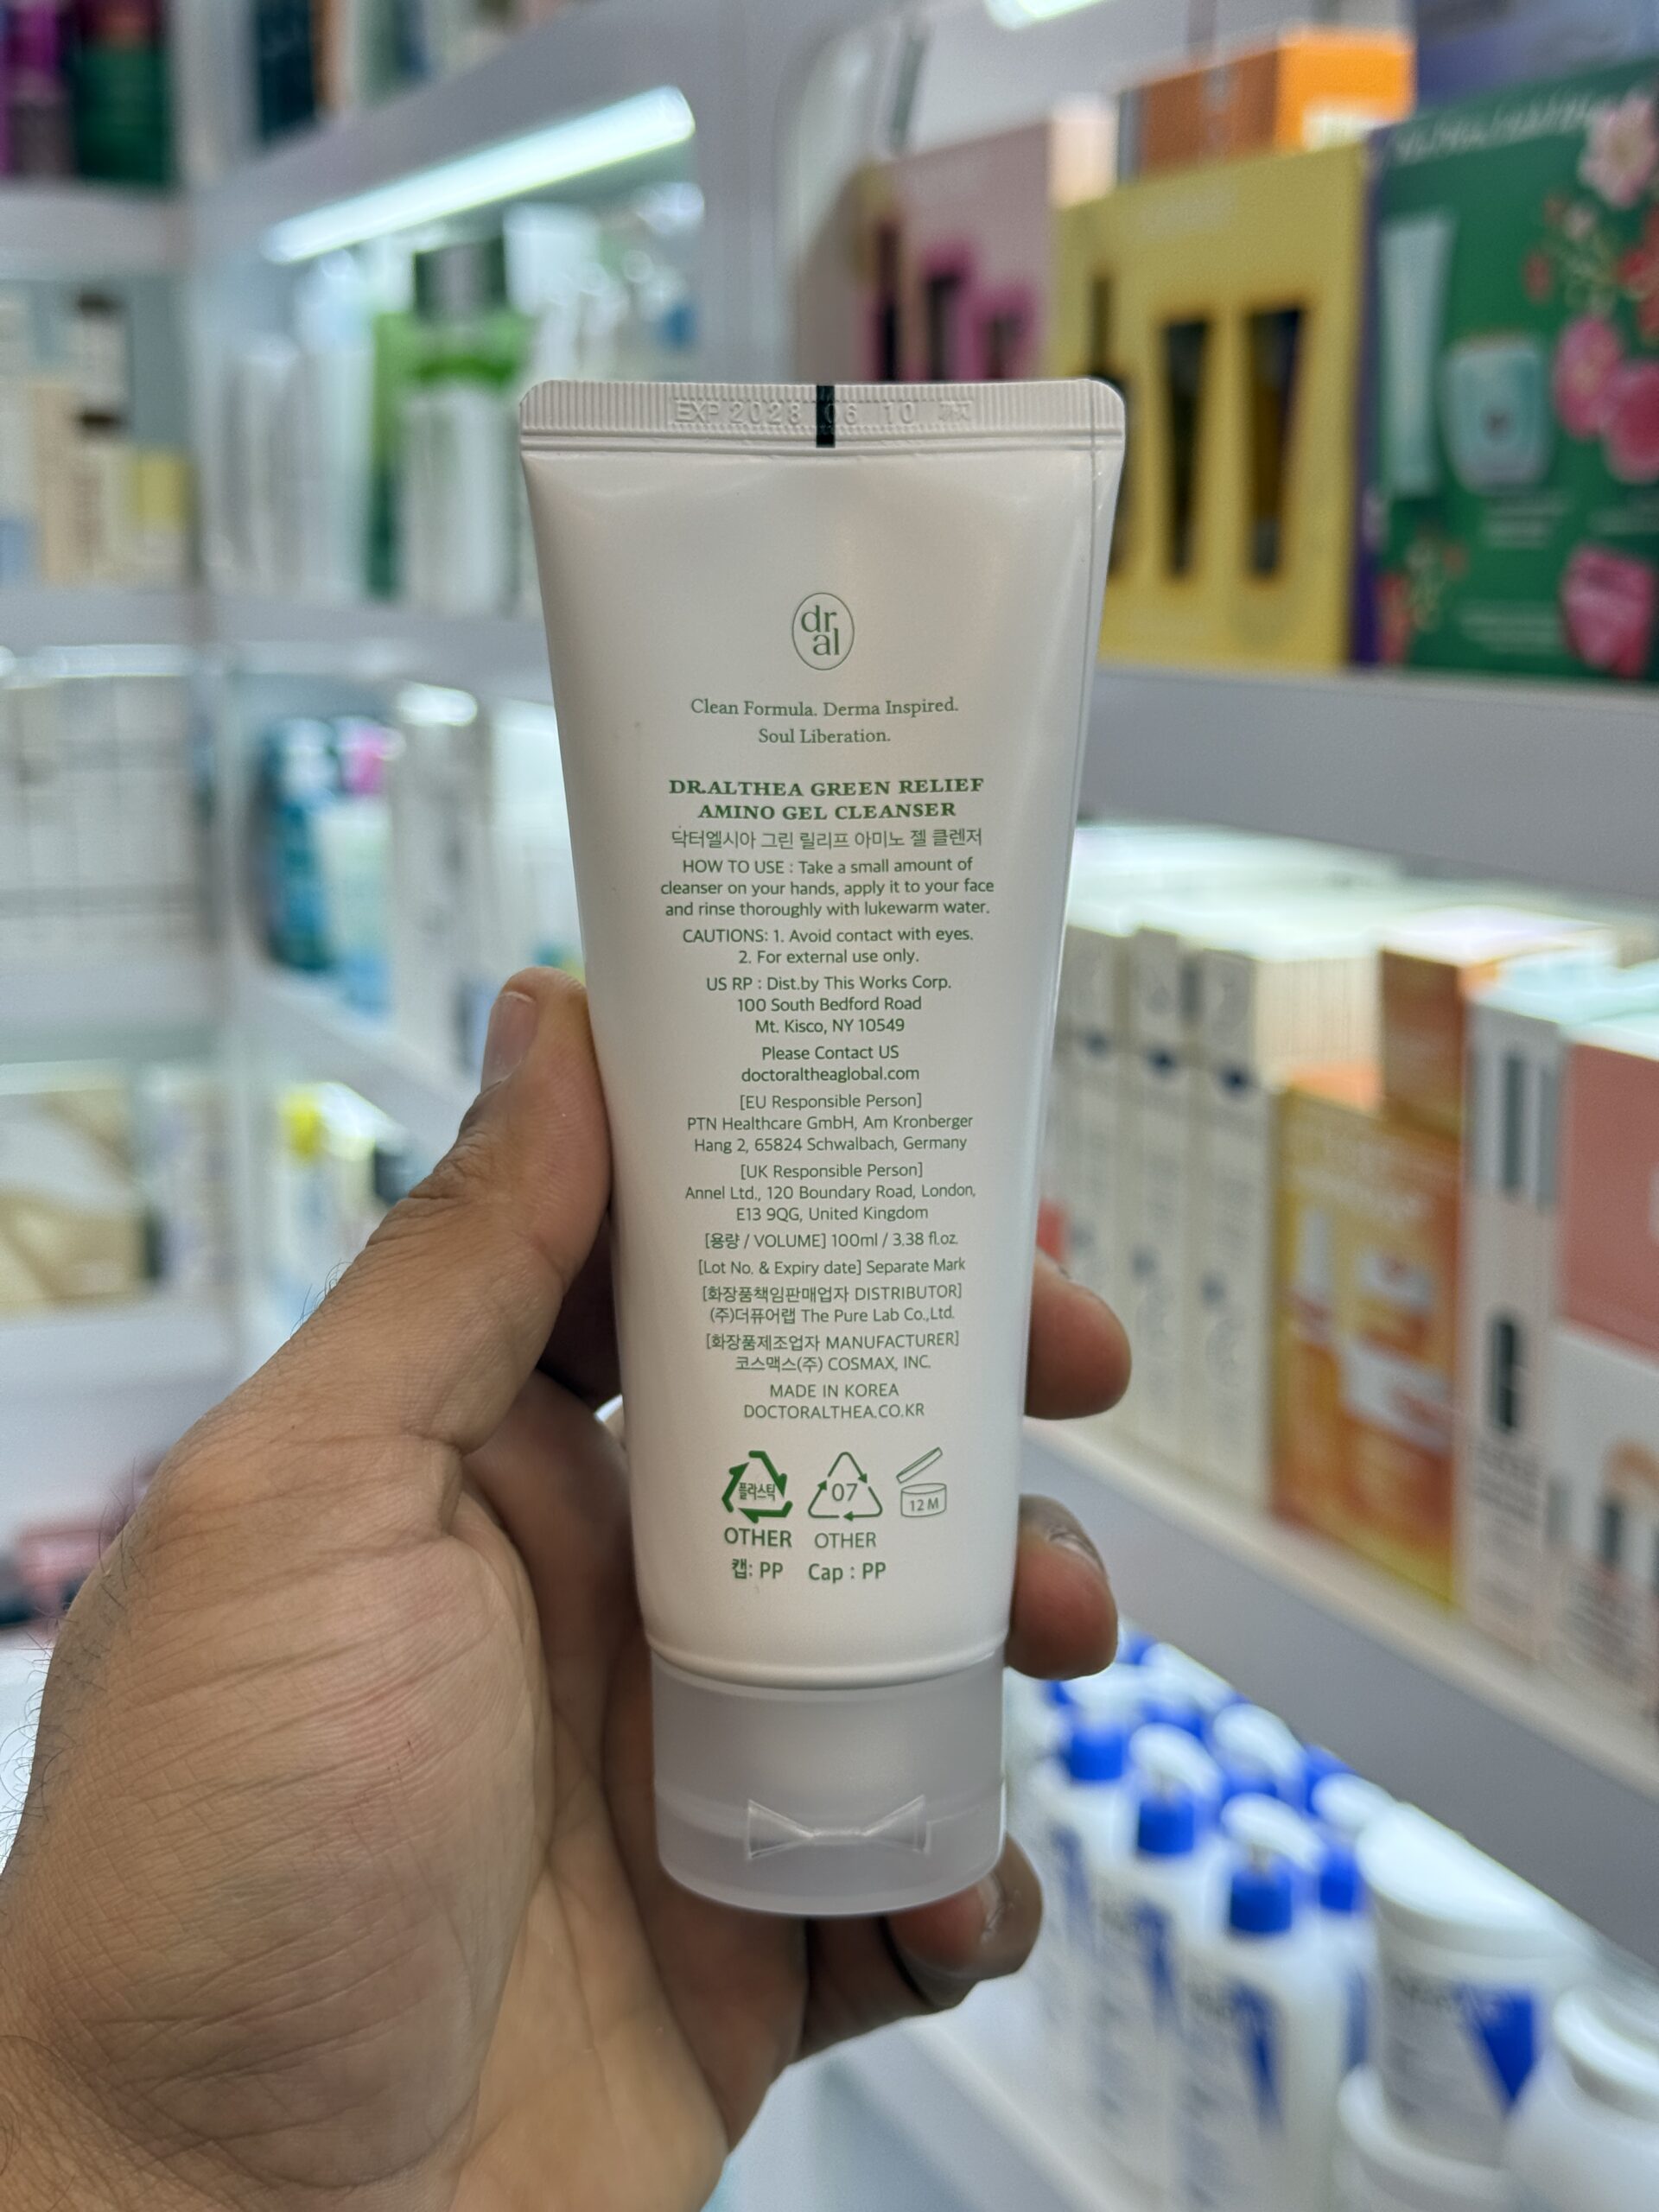 EXP 2028 06 10
dr.
al
Clean Formula. Derma Inspired.
Soul Liberation.
DR.ALTHEA GREEN RELIEF
AMINO GEL CLEANSER
닥터엘시아 그린 릴리프 아미노 젤 클렌저
HOW TO USE : Take a small amount of
cleanser on your hands, apply it to your face
and rinse thoroughly with lukewarm water.
CAUTIONS: 1. Avoid contact with eyes.
2. For external use only.
US RP : Dist.by This Works Corp.
100 South Bedford Road
Mt. Kisco, NY 10549
Please Contact US
doctoraltheaglobal.com
[EU Responsible Person]
PTN Healthcare GmbH, Am Kronberger
Hang 2, 65824 Schwalbach, Germany
[UK Responsible Person]
Annel Ltd., 120 Boundary Road, London,
E13 9QG, United Kingdom
[용량 / VOLUME] 100ml / 3.38 fl.oz.
[Lot No. & Expiry date] Separate Mark
[화장품책임판매업자 DISTRIBUTOR]
(주)더퓨어랩 The Pure Lab Co.,Ltd.
[화장품제조업자 MANUFACTURER]
코스맥스(주) COSMAX, INC.
MADE IN KOREA
DOCTORALTHEA.CO.KR
플라스틱 07 12 M
OTHER OTHER
캡: PP Cap : PP